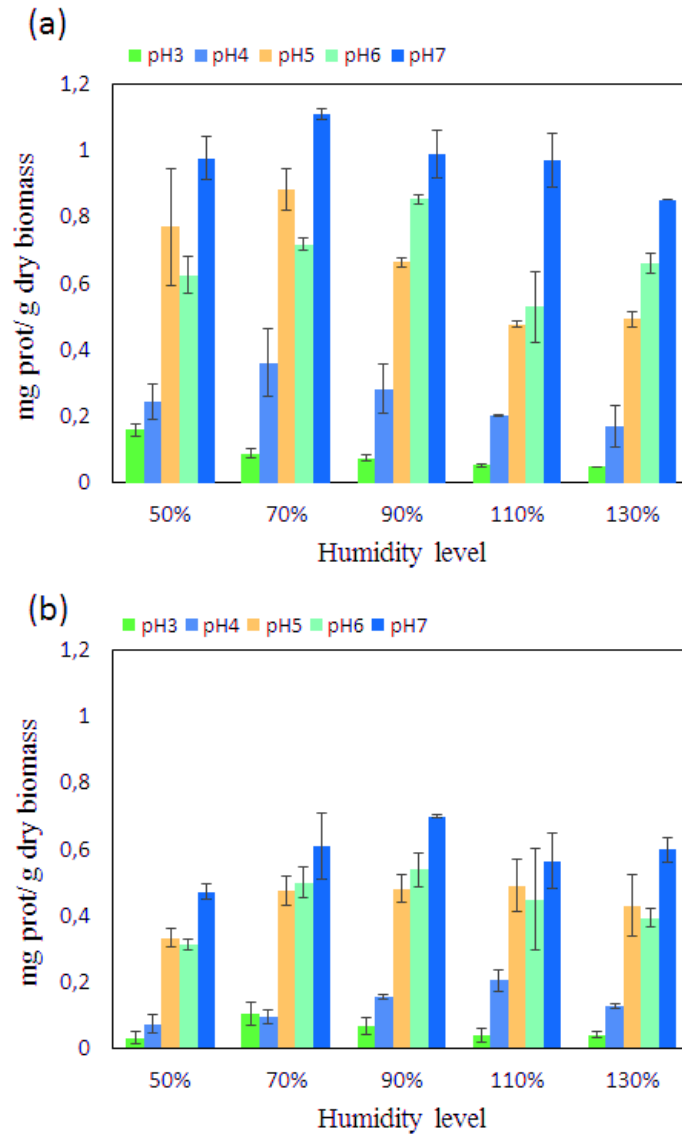 (a)
pH3 pH4 pH5 pH6 pH7
1,2
1
0,8
0,6
0,4
0,2
0
mg prot/ g dry biomass
50% 70% 90% 110% 130%
Humidity level
(b)
pH3 pH4 pH5 pH6 pH7
1,2
1
0,8
0,6
0,4
0,2
0
mg prot/ g dry biomass
50% 70% 90% 110% 130%
Humidity level